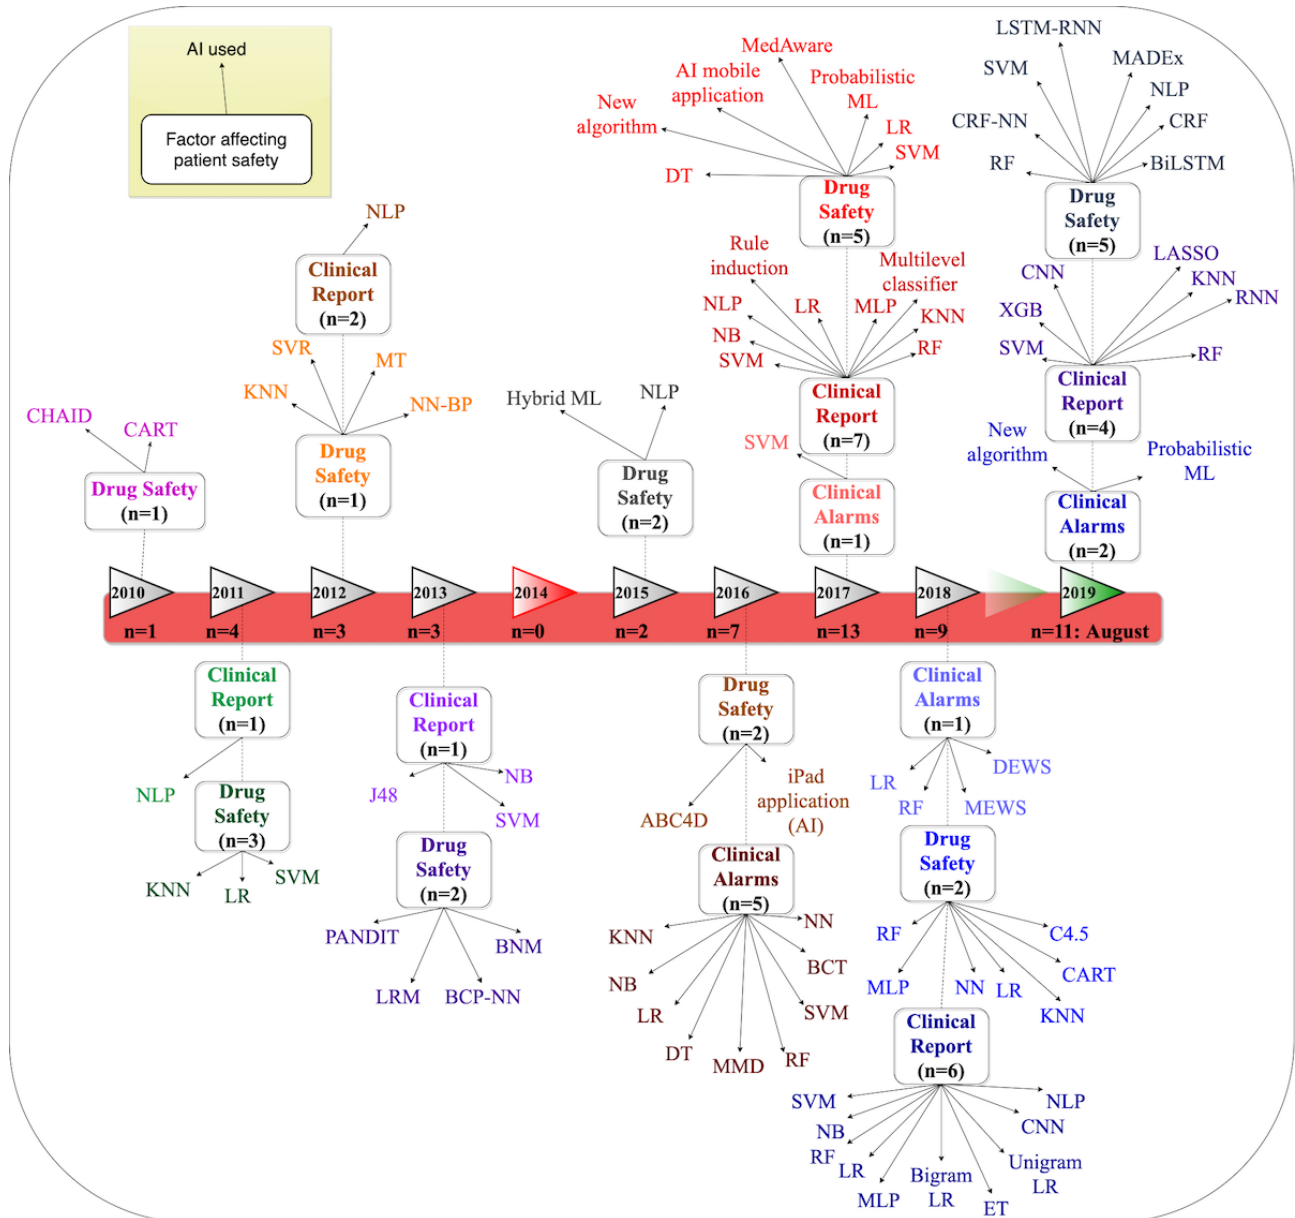 AI used
Factor affecting
patient safety
NLP
Clinical
Report
(n=2)
SVR
MT
KNN
NN-BP
Drug
Safety
(n=1)
CHAID
CART
Drug Safety
(n=1)
Hybrid ML
NLP
Drug
Safety
(n=2)
MedAware
AI mobile
application
Probabilistic
ML
New
algorithm
LR
SVM
DT
Drug
Safety
(n=5)
Rule
induction
Multilevel
classifier
NLP
LR
MLP
KNN
NB
RF
SVM
Clinical
Report
(n=7)
SVM
Clinical
Alarms
(n=1)
LSTM-RNN
SVM
MADEx
NLP
CRF-NN
CRF
RF
BiLSTM
Drug
Safety
(n=5)
LASSO
CNN
KNN
RNN
XGB
SVM
RF
Clinical
Report
(n=4)
New
algorithm
Probabilistic
ML
Clinical
Alarms
(n=2)
2010
2011
2012
2013
2014
2015
2016
2017
2018
2019
n=1
n=4
n=3
n=3
n=0
n=2
n=7
n=13
n=9
n=11: August
Clinical
Report
(n=1)
NLP
Drug
Safety
(n=3)
KNN
LR
SVM
Clinical
Report
(n=1)
J48
NB
SVM
Drug
Safety
(n=2)
PANDIT
BNM
LRM
BCP-NN
Drug
Safety
(n=2)
ABC4D
iPad
application
(AI)
Clinical
Alarms
(n=5)
KNN
NN
NB
BCT
LR
SVM
DT
MMD
RF
Clinical
Alarms
(n=1)
LR
DEWS
RF
MEWS
Drug
Safety
(n=2)
RF
C4.5
MLP
NN
LR
CART
KNN
Clinical
Report
(n=6)
SVM
NLP
NB
CNN
RF
LR
Unigram
LR
MLP
Bigram
LR
ET